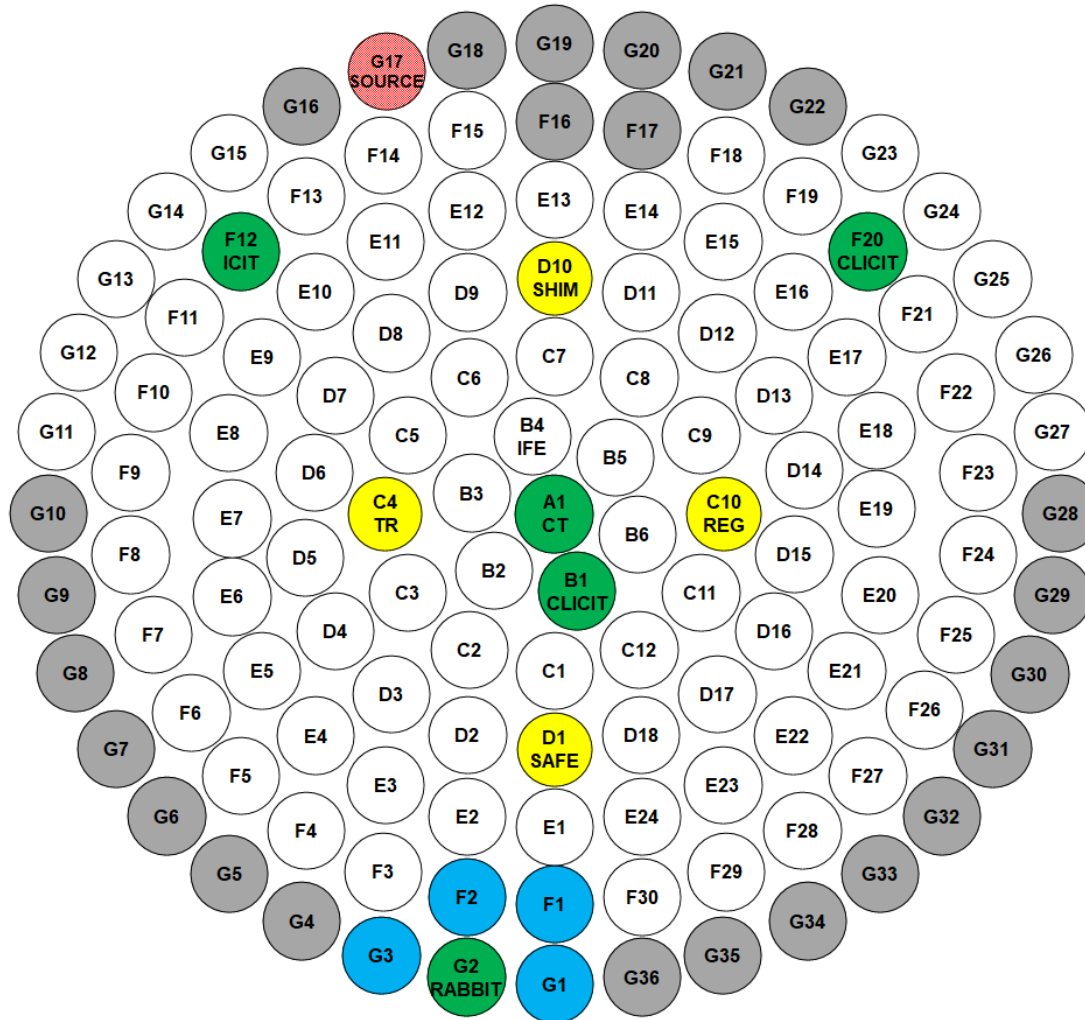 G19
G18
G20
G17
SOURCE
G21
G16
G22
F16
F15
F17
G15
F14
F18
G23
F13
F19
G14
E13
G24
E12
E14
F12
ICIT
E11
E15
F20
CLICIT
G13
D10
SHIM
G25
E10
D9
D11
E16
F11
F21
D8
D12
G12
E9
C7
E17
G26
F10
D7
C6
C8
D13
F22
G11
E8
C5
B4
IFE
C9
E18
G27
B5
F9
D6
D14
F23
B3
G10
E7
C4
TR
A1
CT
C10
REG
E19
G28
B6
F8
D5
D15
F24
B2
G9
E6
C3
B1
CLICIT
C11
E20
G29
F7
D4
D16
F25
C2
C12
G8
E5
C1
E21
G30
D3
D17
F6
F26
G7
E4
D2
D1
SAFE
D18
E22
G31
F5
F27
E3
E23
G6
E2
E1
E24
G32
F4
F28
G5
F3
F29
G33
F2
F1
F30
G4
G34
G3
G35
G2
RABBIT
G1
G36